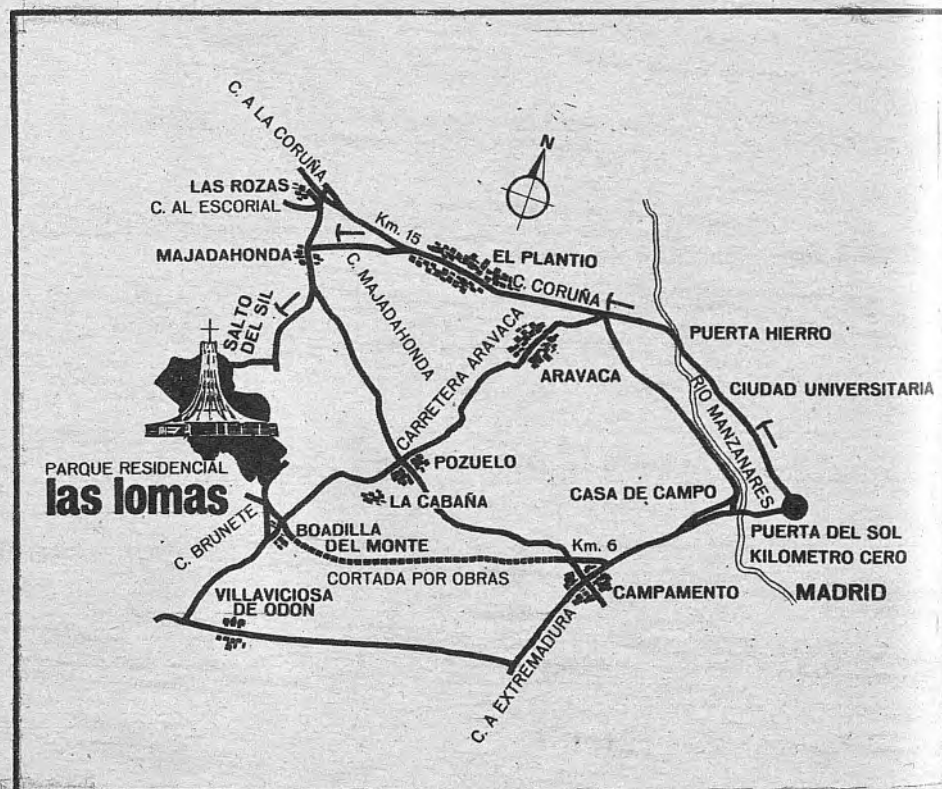 C. A LA CORUÑA
N
LAS ROZAS
C. AL ESCORIAL
Km. 15
MAJADAHONDA
EL PLANTIO
C. CORUÑA
C. MAJADAHONDA
SALTO
DEL SIL
PUERTA HIERRO
CARRETERA ARAVACA
ARAVACA
CIUDAD UNIVERSITARIA
RIO MANZANARES
PARQUE RESIDENCIAL
las lomas
POZUELO
LA CABAÑA
CASA DE CAMPO
C. BRUNETE
BOADILLA
DEL MONTE
Km. 6
PUERTA DEL SOL
KILOMETRO CERO
CORTADA POR OBRAS
MADRID
VILLAVICIOSA
DE ODON
CAMPAMENTO
C. A EXTREMADURA